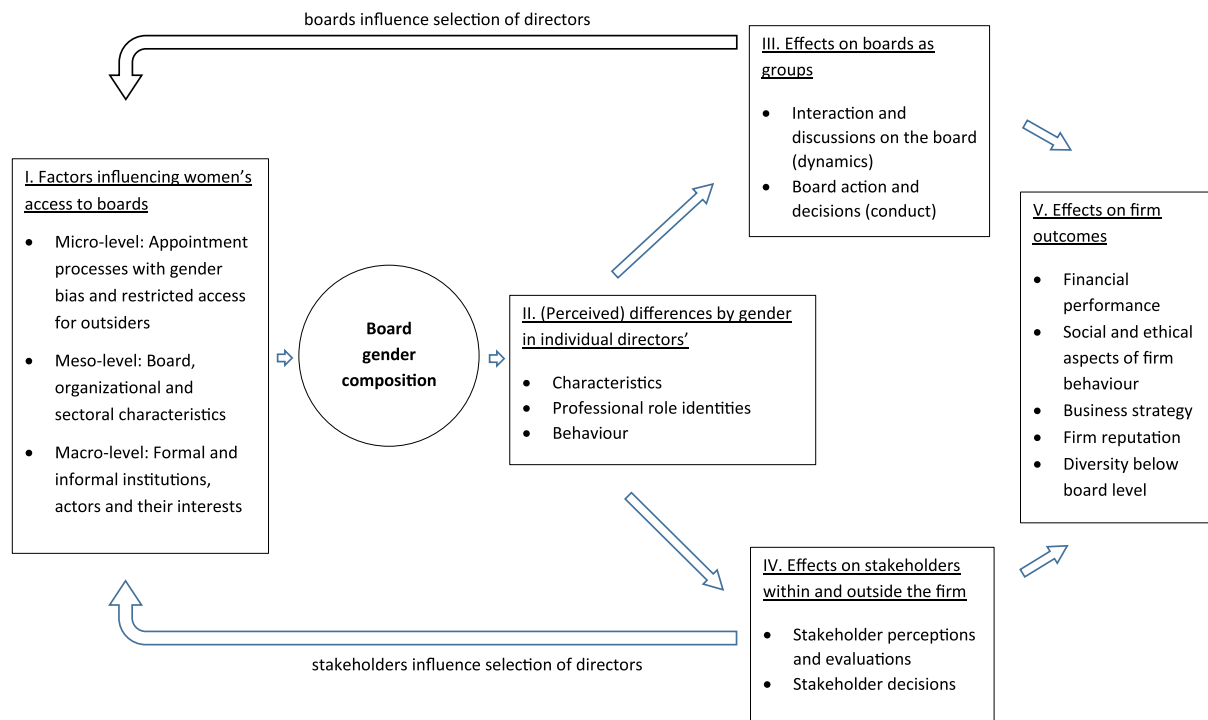 boards influence selection of directors
I. Factors influencing women’s
access to boards
• Micro-level: Appointment
processes with gender
bias and restricted access
for outsiders
• Meso-level: Board,
organizational and
sectoral characteristics
• Macro-level: Formal and
informal institutions,
actors and their interests
Board
gender
composition
II. (Perceived) differences by gender
in individual directors’
• Characteristics
• Professional role identities
• Behaviour
III. Effects on boards as
groups
• Interaction and
discussions on the board
(dynamics)
• Board action and
decisions (conduct)
IV. Effects on stakeholders
within and outside the firm
• Stakeholder perceptions
and evaluations
• Stakeholder decisions
V. Effects on firm
outcomes
• Financial
performance
• Social and ethical
aspects of firm
behaviour
• Business strategy
• Firm reputation
• Diversity below
board level
stakeholders influence selection of directors